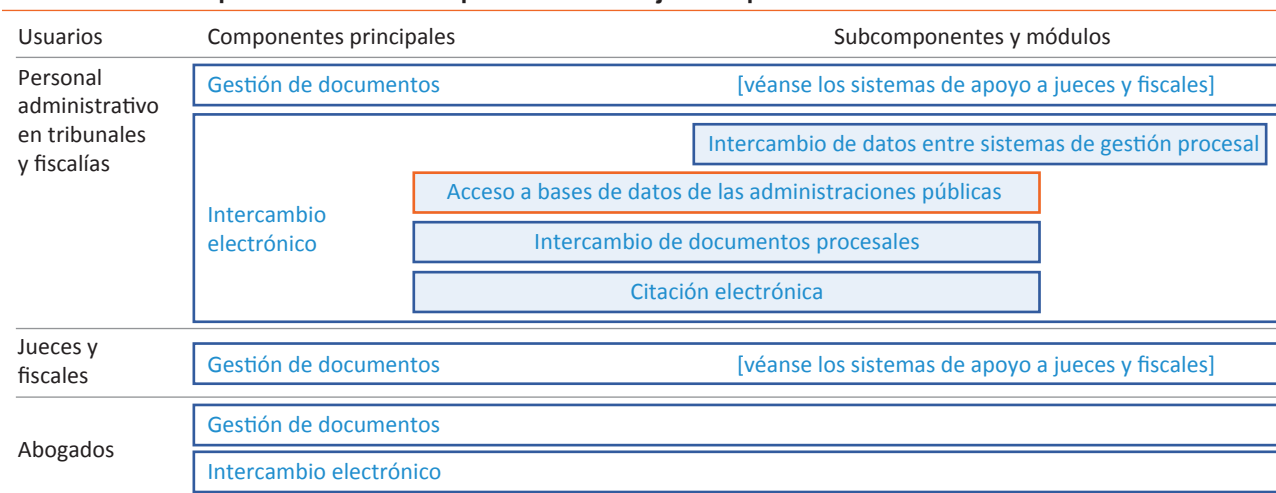 Usuarios Componentes principales Subcomponentes y módulos
Personal
administrativo
en tribunales
y fiscalías
Gestión de documentos [véanse los sistemas de apoyo a jueces y fiscales]
Intercambio de datos entre sistemas de gestión procesal
Acceso a bases de datos de las administraciones públicas
Intercambio
electrónico
Intercambio de documentos procesales
Citación electrónica
Jueces y
fiscales
Gestión de documentos [véanse los sistemas de apoyo a jueces y fiscales]
Abogados
Gestión de documentos
Intercambio electrónico